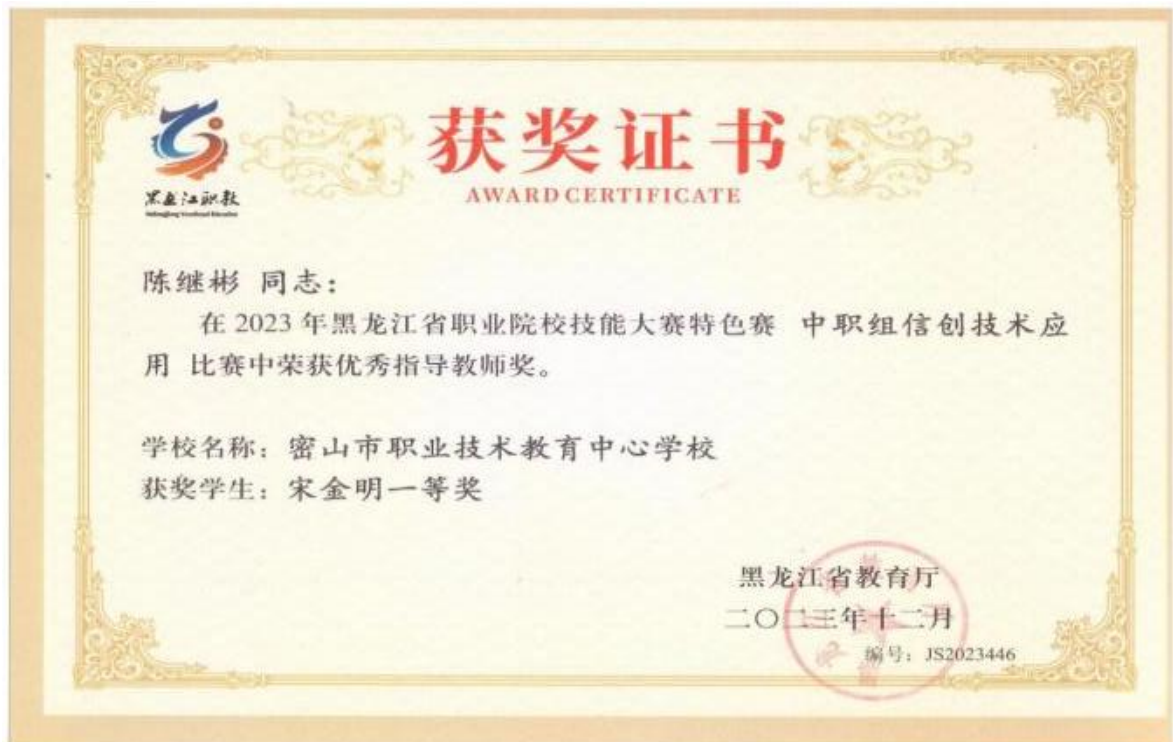 获奖证书
AWARD CERTIFICATE
黑龙江职教
陈继彬 同志：
在 2023 年黑龙江省职业院校技能大赛特色赛 中职组信创技术应
用 比赛中荣获优秀指导教师奖。
学校名称：密山市职业技术教育中心学校
获奖学生：宋金明一等奖
黑龙江省教育厅
二〇二三年十二月
编号：JS2023446